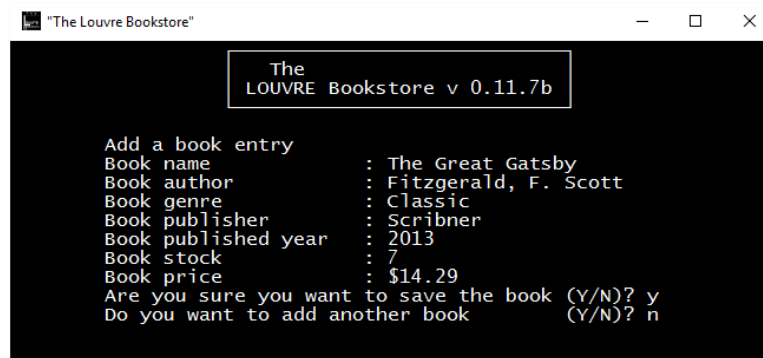 "The Louvre Bookstore"
The
LOUVRE Bookstore v 0.11.7b
Add a book entry
Book name : The Great Gatsby
Book author : Fitzgerald, F. Scott
Book genre : Classic
Book publisher : Scribner
Book published year : 2013
Book stock : 7
Book price : $14.29
Are you sure you want to save the book (Y/N)? y
Do you want to add another book (Y/N)? n